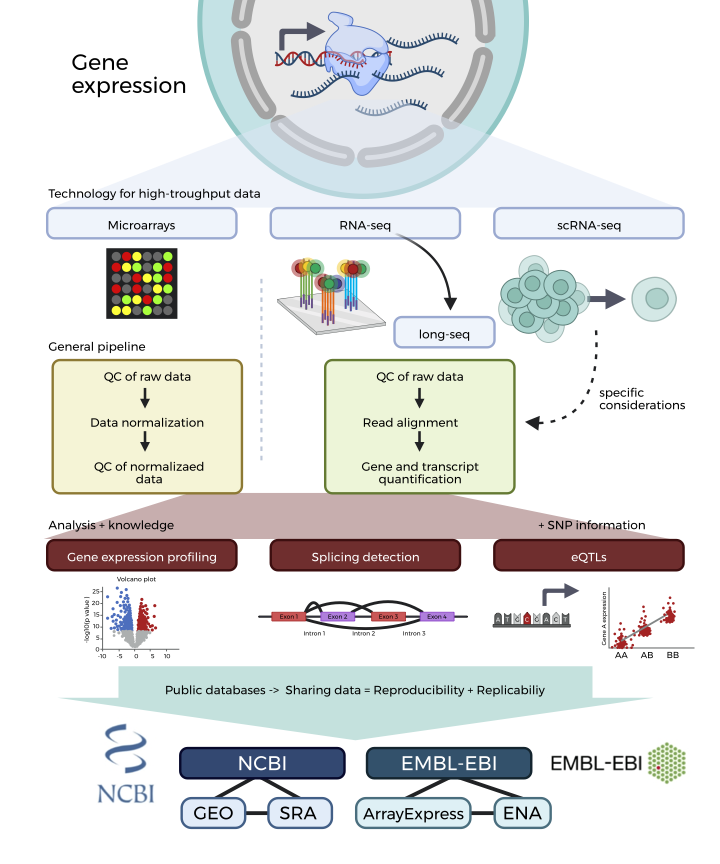 Gene
expression
Technology for high-troughput data
Microarrays
RNA-seq
scRNA-seq
long-seq
General pipeline
QC of raw data
Data normalization
QC of normalizaed
data
QC of raw data
Read alignment
Gene and transcript
quantification
specific
considerations
Analysis + knowledge
+ SNP information
Gene expression profiling
Splicing detection
eQTLs
Volcano plot
-log10(p value )
25
20
15
10
5
0
-10
-5
0
5
10
Exon 1
Exon 2
Exon 3
Exon 4
Intron 1
Intron 2
Intron 3
A T G C G A C T
Gene A expression
AA
AB
BB
Public databases -> Sharing data = Reproducibility + Replicabiliy
NCBI
NCBI
EMBL-EBI
EMBL-EBI
GEO
SRA
ArrayExpress
ENA